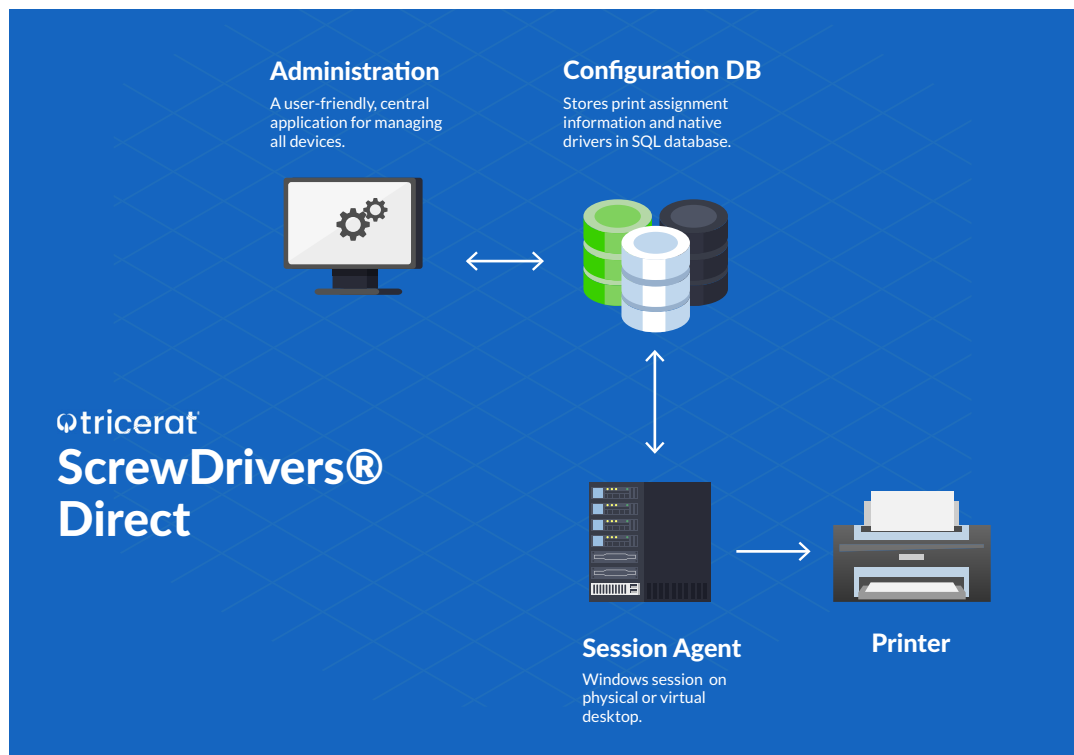 Administration
A user-friendly, central
application for managing
all devices.
Configuration DB
Stores print assignment
information and native
drivers in SQL database.
tricerat
ScrewDrivers®
Direct
Session Agent
Windows session on
physical or virtual
desktop.
Printer